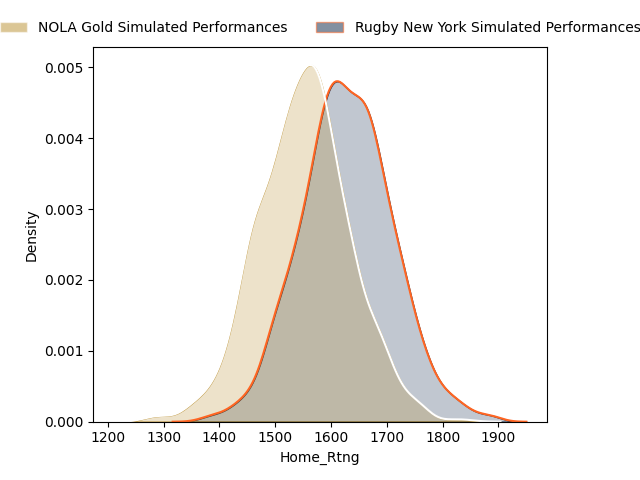 NOLA Gold Simulated Performances Rugby New York Simulated Performances
0.005
0.004
0.003
0.002
0.001
0.000
Density
1200 1300 1400 1500 1600 1700 1800 1900
Home_Rtng